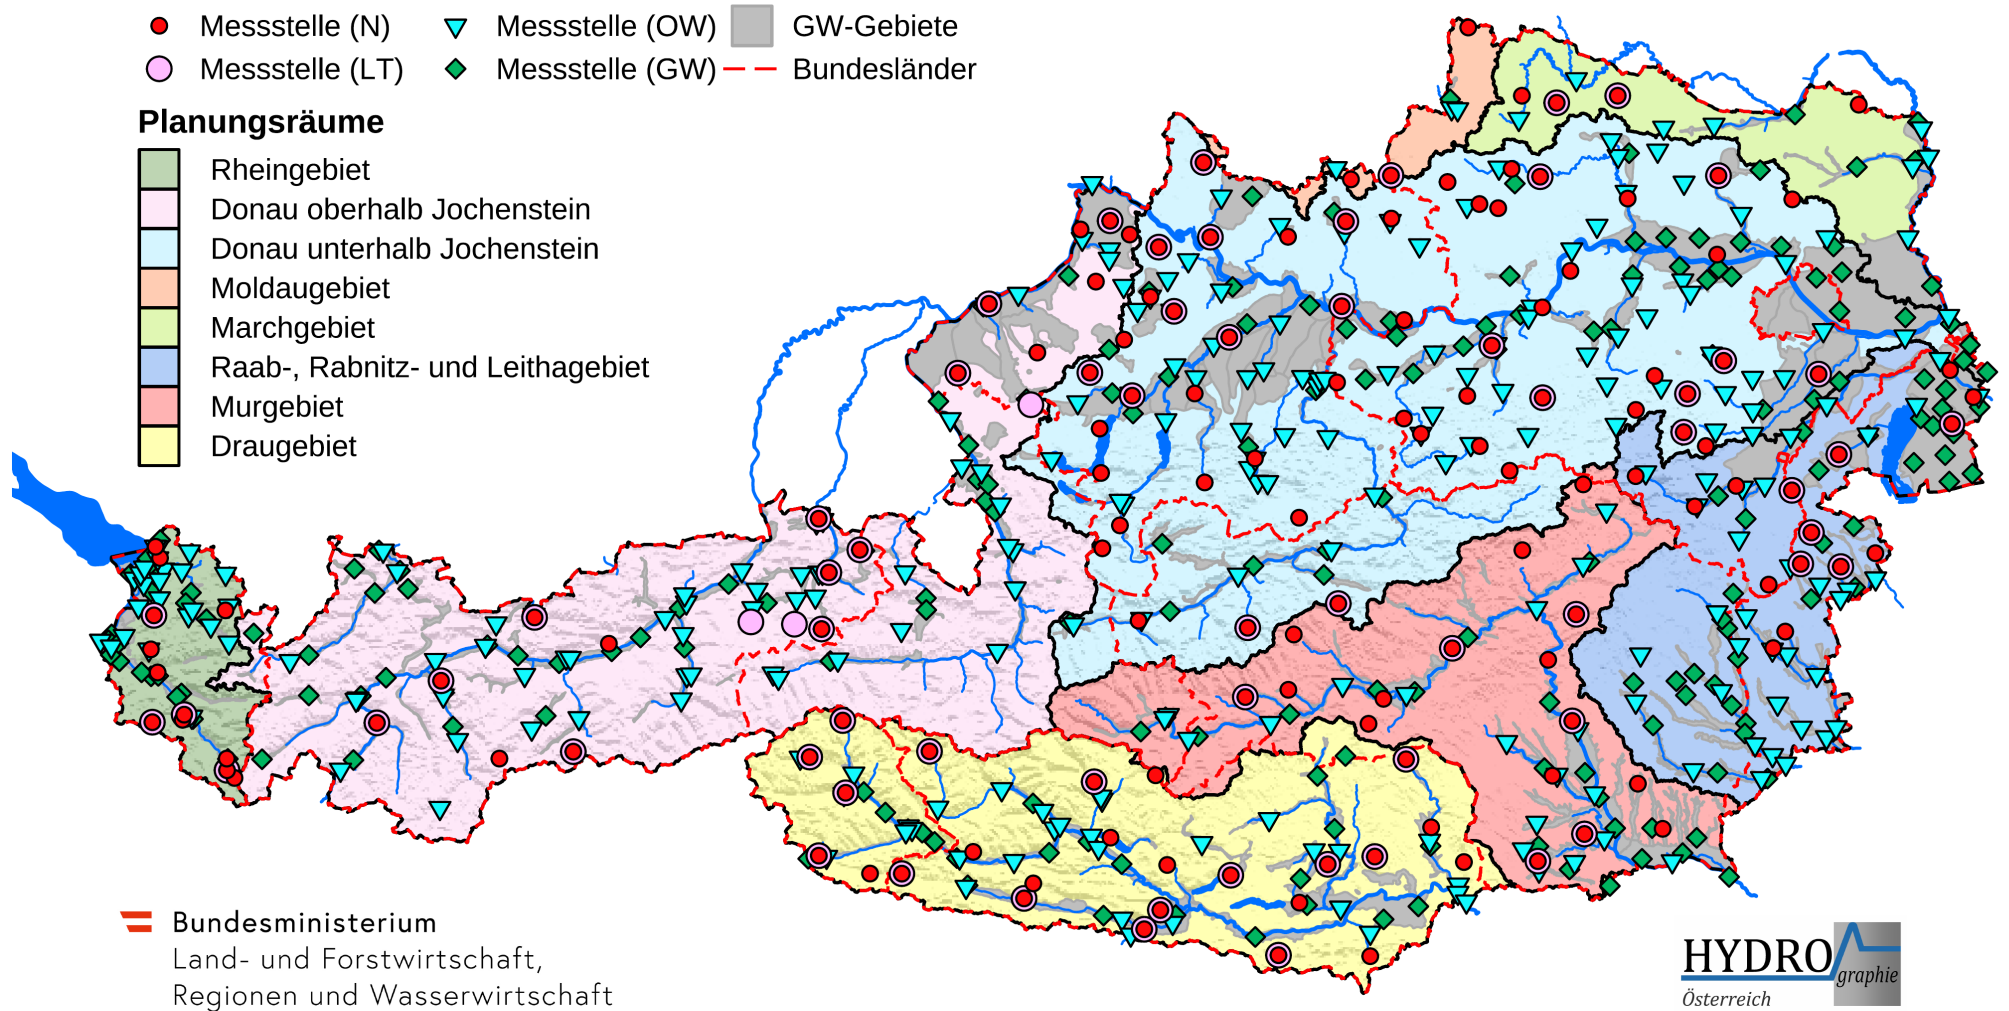 Messstelle (N) Messstelle (OW) GW-Gebiete
Messstelle (LT) Messstelle (GW) Bundesländer
Planungsräume
Rheingebiet
Donau oberhalb Jochenstein
Donau unterhalb Jochenstein
Moldaugebiet
Marchgebiet
Raab-, Rabnitz- und Leithagebiet
Murgebiet
Draugebiet
Bundesministerium
Land- und Forstwirtschaft,
Regionen und Wasserwirtschaft
HYDRO
graphie
Österreich